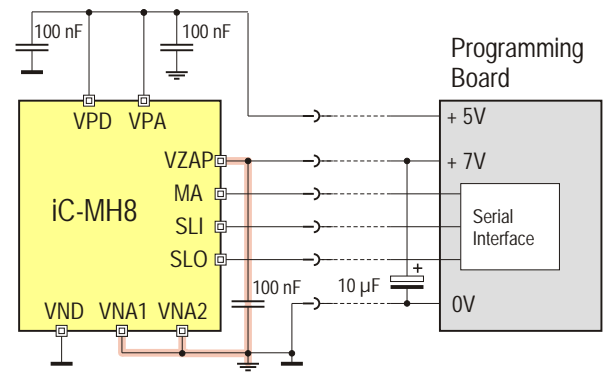 100 nF
100 nF
Programming
Board
VPD VPA
+ 5V
VZAP
+ 7V
MA
iC-MH8
SLI
Serial
Interface
SLO
100 nF
10 µF
+
VND VNA1 VNA2
0V